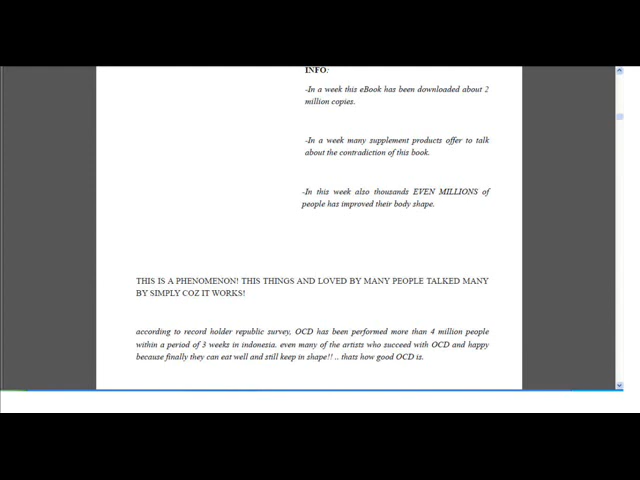 INFO:
-In a week this eBook has been downloaded about 2
million copies.
-In a week many supplement products offer to talk
about the contradiction of this book.
-In this week also thousands EVEN MILLIONS of
people has improved their body shape.
THIS IS A PHENOMENON! THIS THINGS AND LOVED BY MANY PEOPLE TALKED MANY
BY SIMPLY COZ IT WORKS!
according to record holder republic survey, OCD has been performed more than 4 million people
within a period of 3 weeks in indonesia. even many of the artists who succeed with OCD and happy
because finally they can eat well and still keep in shape!! .. thats how good OCD is.